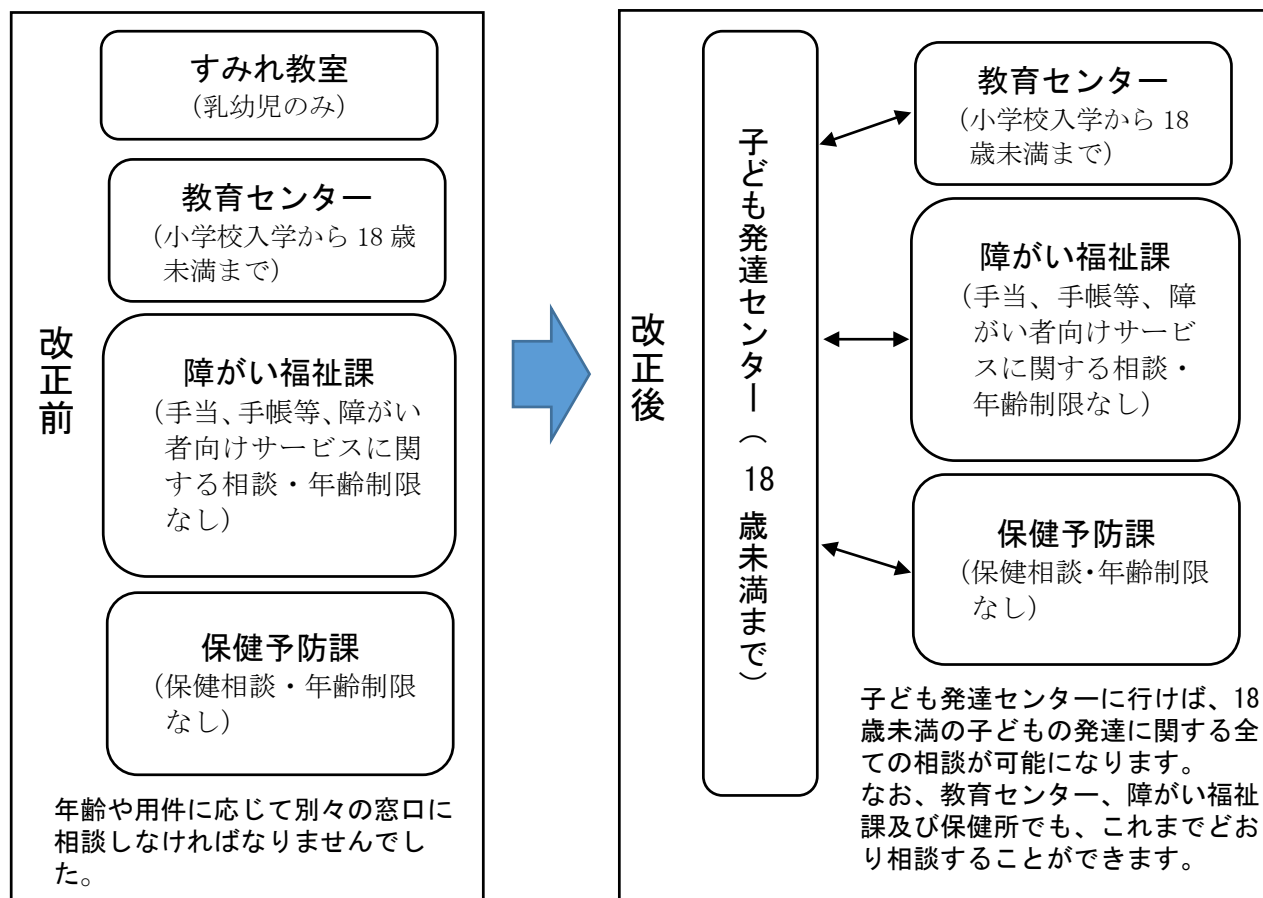 改正前
すみれ教室
（乳幼児のみ）
教育センター
（小学校入学から 18 歳
未満まで）
障がい福祉課
（手当、手帳等、障がい
者向けサービスに関
する相談・年齢制限
なし）
保健予防課
（保健相談・年齢制限
なし）
年齢や用件に応じて別々の窓口に
相談しなければなりませんでし
た。
改正後
子ども発達センター（18歳未満まで）
教育センター
（小学校入学から 18
歳未満まで）
障がい福祉課
（手当、手帳等、障
がい者向けサービ
スに関する相談・
年齢制限なし）
保健予防課
（保健相談・年齢制限
なし）
子ども発達センターに行けば、18
歳未満の子どもの発達に関する全
ての相談が可能になります。
なお、教育センター、障がい福祉
課及び保健所でも、これまでどお
り相談することができます。